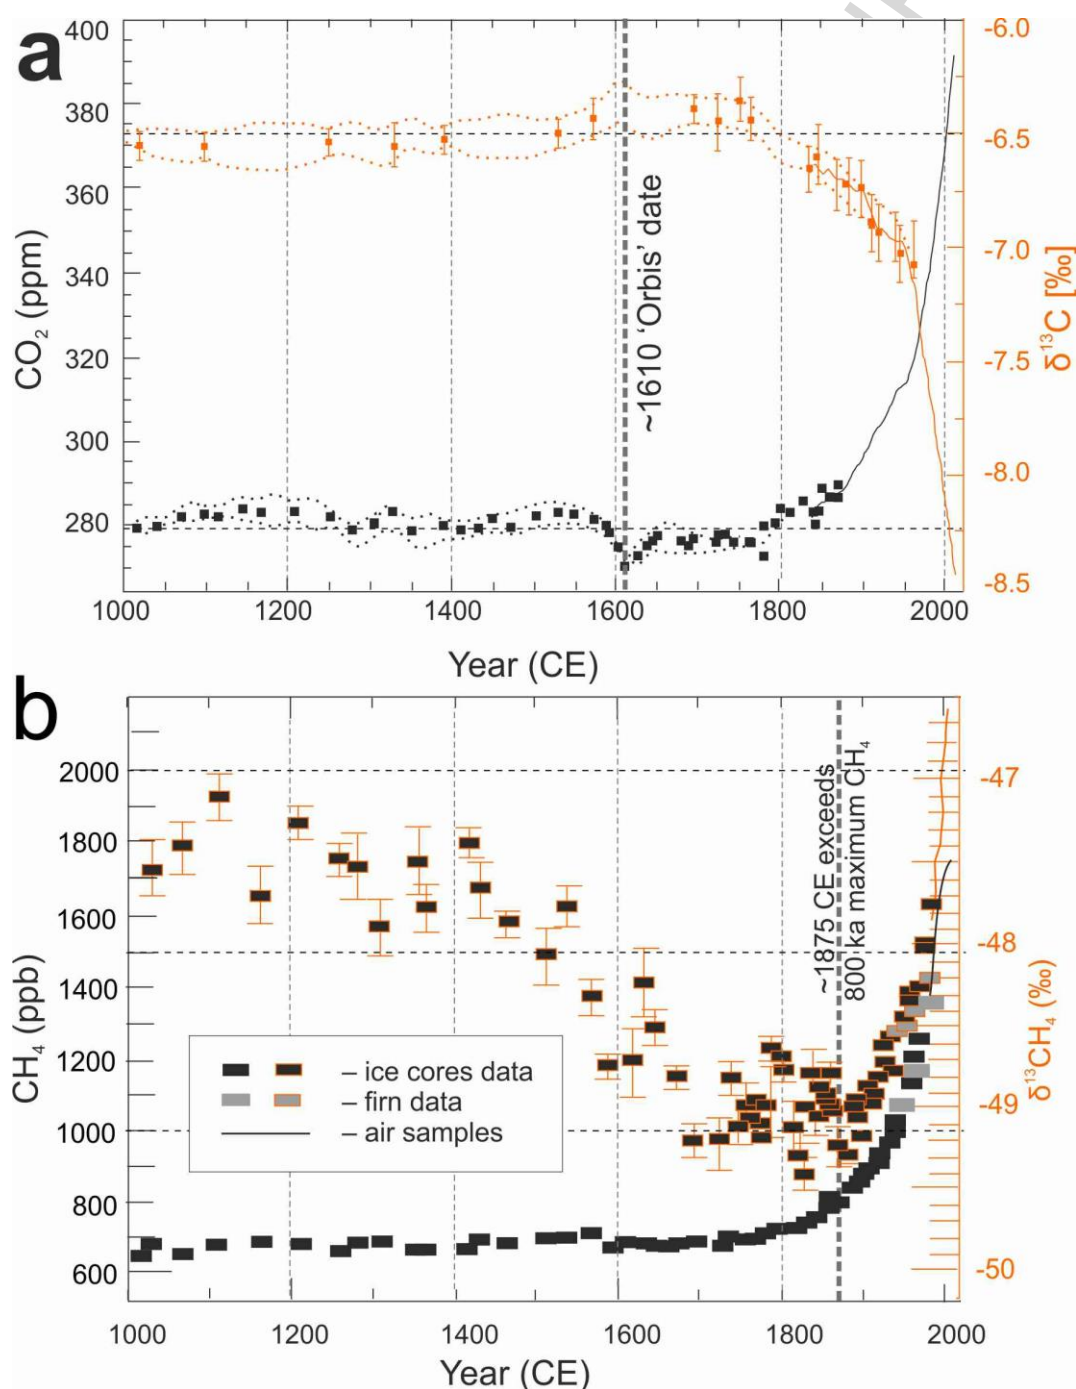 a
400
380
360
340
320
300
280
CO₂ (ppm)
~1610 ‘Orbis’ date
-6.0
-6.5
-7.0
-7.5
-8.0
-8.5
δ¹³C [‰]
1000 1200 1400 1600 1800 2000
Year (CE)
b
2000
1800
1600
1400
1200
1000
800
600
CH₄ (ppb)
~1875 CE exceeds
800 ka maximum CH₄
– ice cores data
– firn data
– air samples
-47
-48
-49
-50
δ¹³CH₄ (‰)
1000 1200 1400 1600 1800 2000
Year (CE)